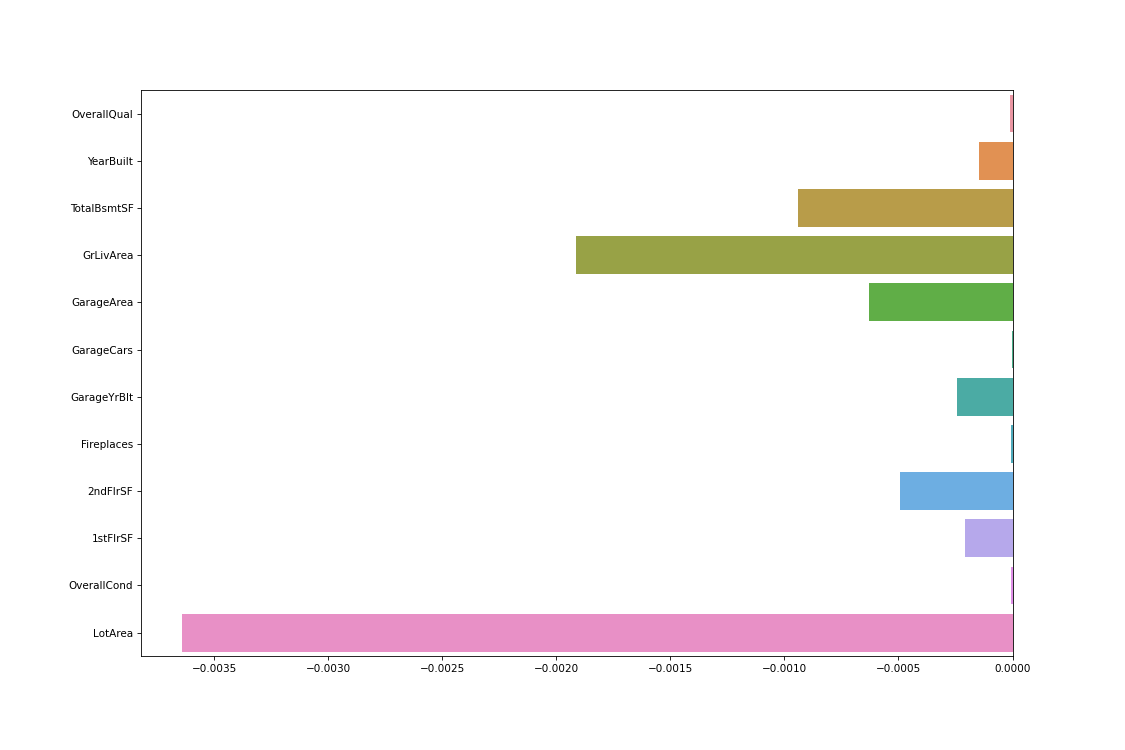 OverallQual
YearBuilt
TotalBsmtSF
GrLivArea
GarageArea
GarageCars
GarageYrBlt
Fireplaces
2ndFlrSF
1stFlrSF
OverallCond
LotArea
−0.0035 −0.0030 −0.0025 −0.0020 −0.0015 −0.0010 −0.0005 0.0000